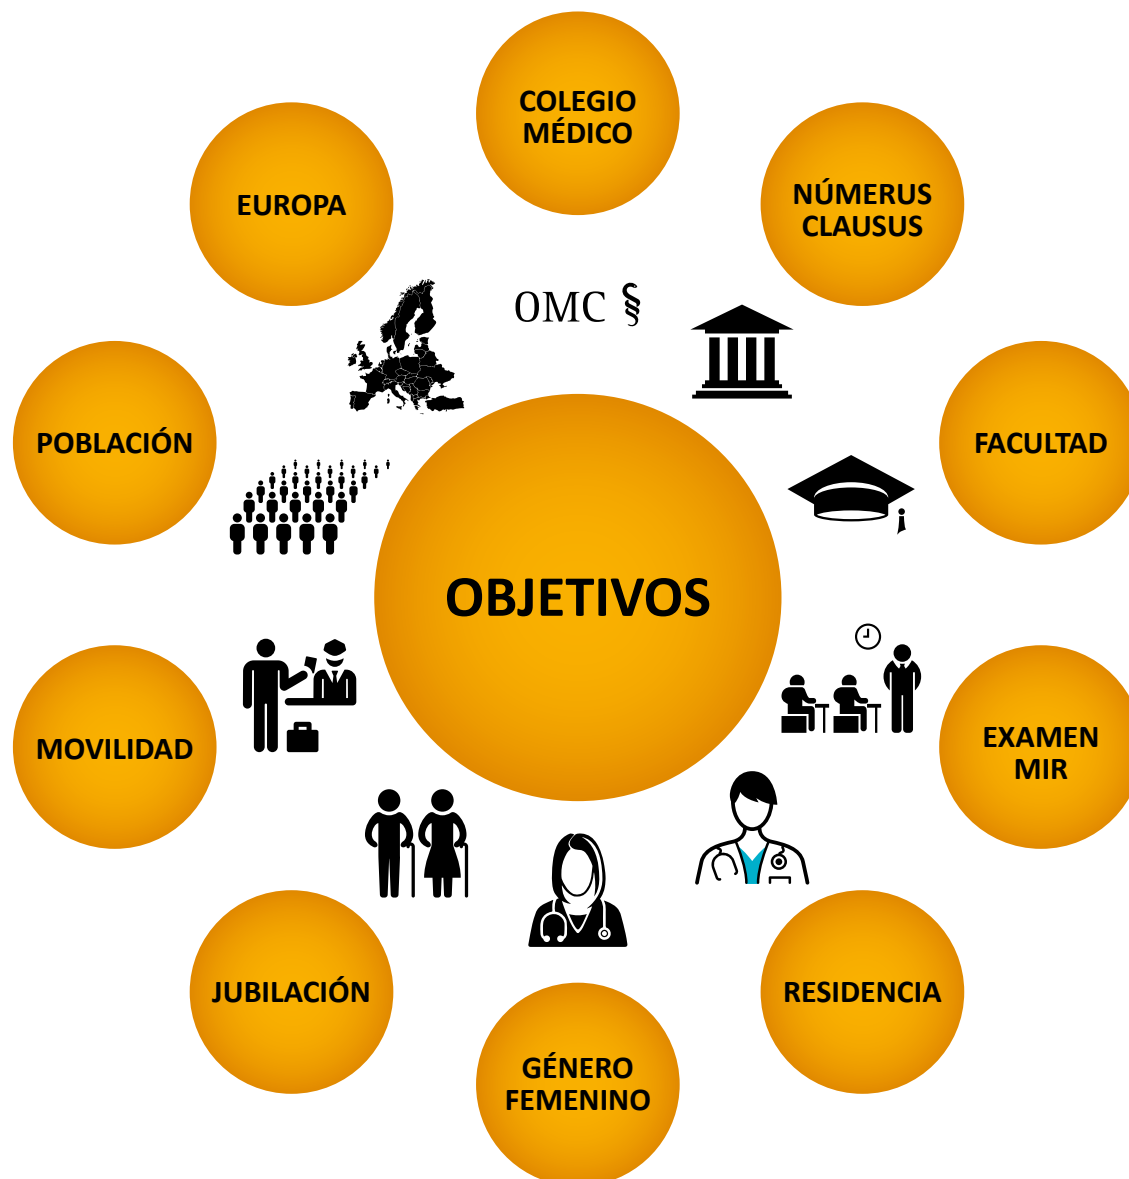 COLEGIO
MÉDICO
NÚMERUS
CLAUSUS
EUROPA
OMC §
POBLACIÓN
FACULTAD
OBJETIVOS
MOVILIDAD
EXAMEN
MIR
JUBILACIÓN
RESIDENCIA
GÉNERO
FEMENINO